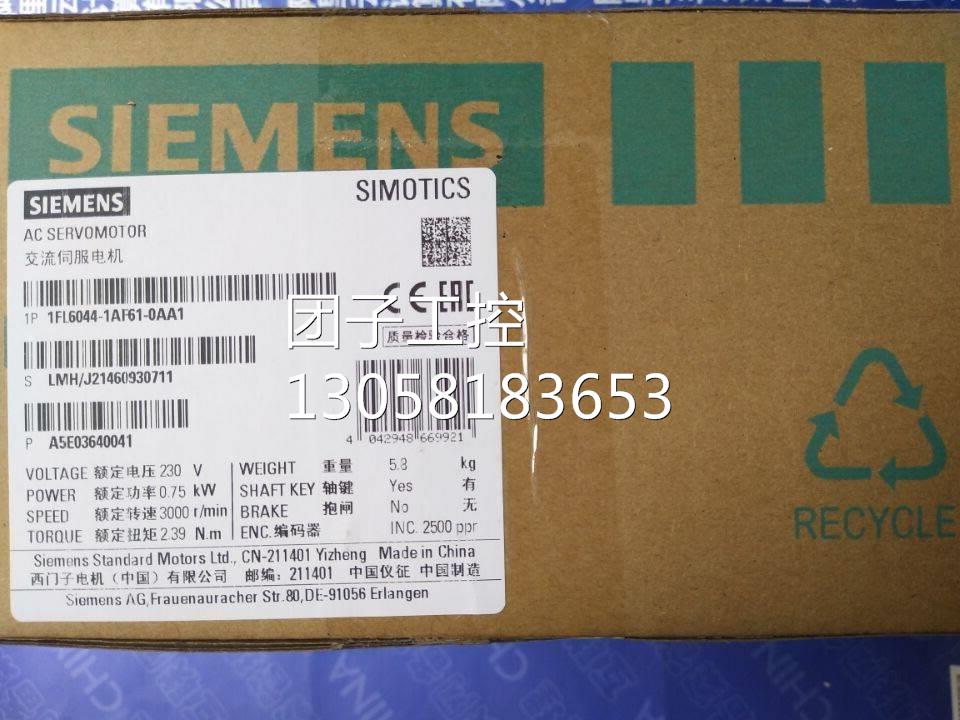 SIEMENS
SIEMENS
SIMOTICS
AC SERVOMOTOR
交流伺服电机
1P 1FL6044-1AF61-0AA1
CE EAC
质量检验合格
S LMH/J21460930711
P A5E03640041
4 042948 669921
团子工控
13058183653
VOLTAGE 额定电压 230 V
POWER 额定功率 0.75 kW
SPEED 额定转速 3000 r/min
TORQUE 额定扭矩 2.39 N.m
WEIGHT 重量 5.8 kg
SHAFT KEY 轴键 Yes 有
BRAKE 抱闸 No 无
ENC.编码器 INC. 2500 ppr
Siemens Standard Motors Ltd., CN-211401 Yizheng Made in China
西门子电机（中国）有限公司 邮编：211401 中国仪征 中国制造
Siemens AG,Frauenauracher Str.80,DE-91056 Erlangen
RECYCLE
CHINA